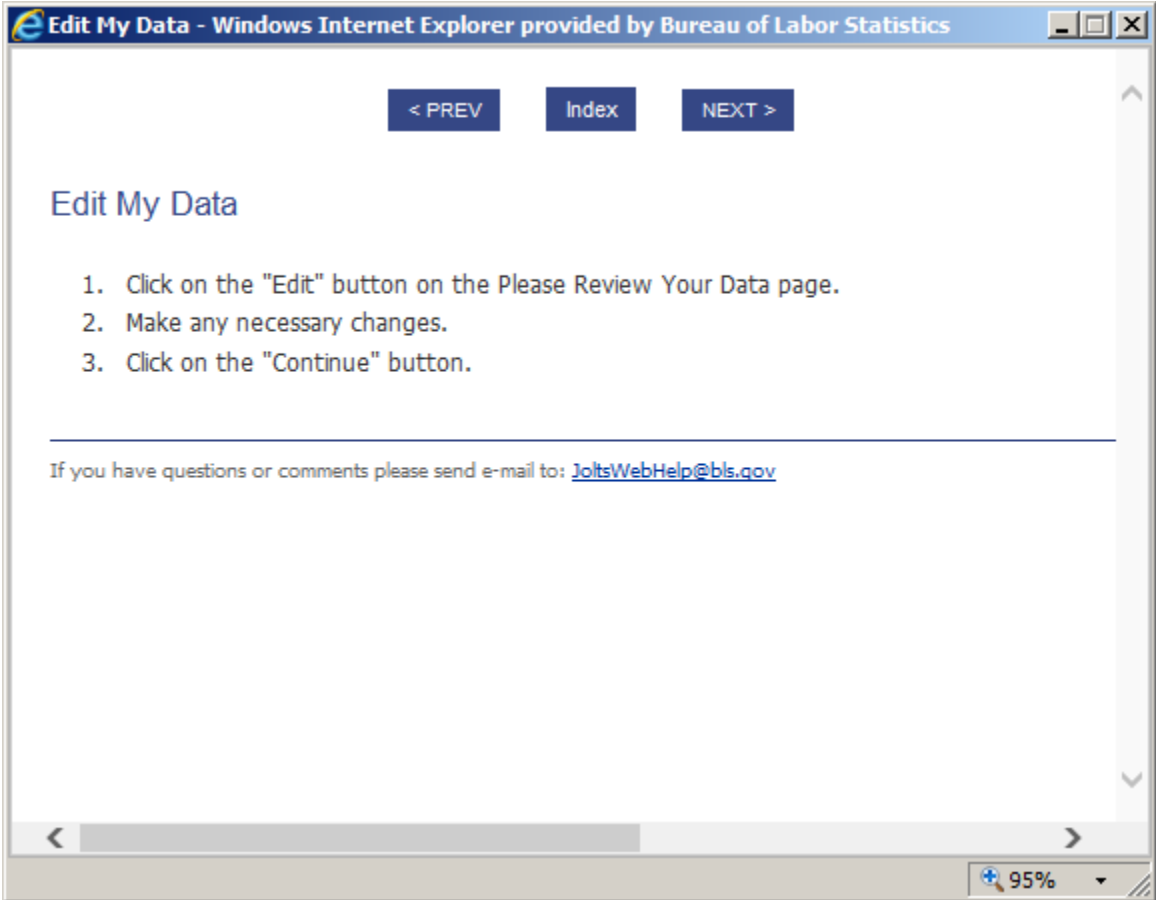 Edit My Data - Windows Internet Explorer provided by Bureau of Labor Statistics
< PREV
Index
NEXT >
Edit My Data
1. Click on the "Edit" button on the Please Review Your Data page.
2. Make any necessary changes.
3. Click on the "Continue" button.
If you have questions or comments please send e-mail to: JoltsWebHelp@bls.gov
95%